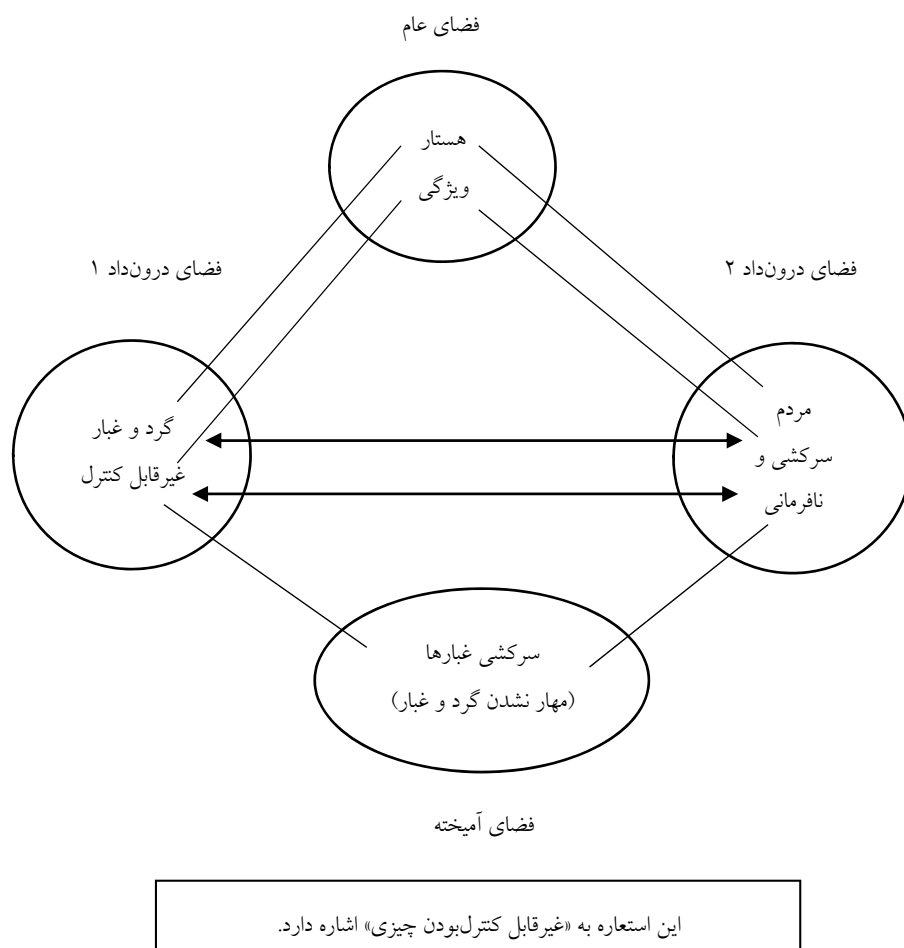 فضای عام
هستار
ویژگی
فضای درون‌داد ۲
فضای درون‌داد ۱
مردم
سرکشی و
نافرمانی
گرد و غبار
غیرقابل کنترل
سرکشی غبارها
(مهار نشدن گرد و غبار)
فضای آمیخته
این استعاره به «غیرقابل کنترل‌بودن چیزی» اشاره دارد.